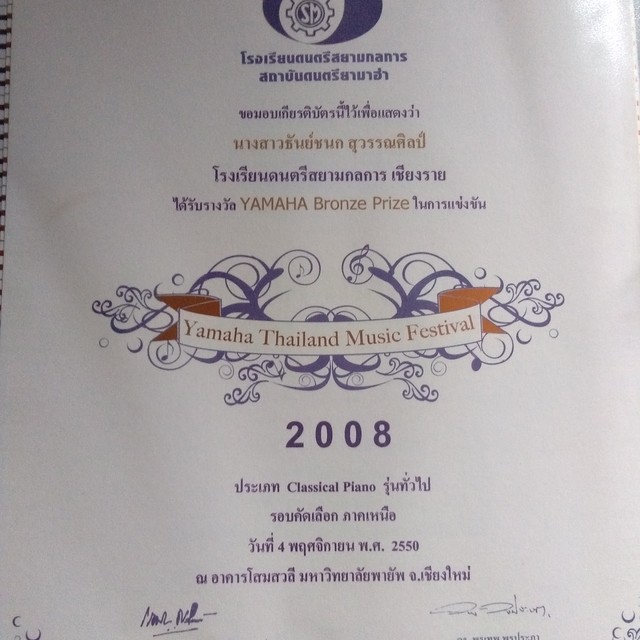 โรงเรียนดนตรีสยามกลการ
สถาบันดนตรียามาฮ่า
ขอมอบเกียรติบัตรนี้ไว้เพื่อแสดงว่า
นางสาวธันย์ชนก สุวรรณศิลป์
โรงเรียนดนตรีสยามกลการ เชียงราย
ได้รับรางวัล YAMAHA Bronze Prize ในการแข่งขัน
Yamaha Thailand Music Festival
2008
ประเภท Classical Piano รุ่นทั่วไป
รอบคัดเลือก ภาคเหนือ
วันที่ 4 พฤศจิกายน พ.ศ. 2550
ณ อาคารโสมสวลี มหาวิทยาลัยพายัพ จ.เชียงใหม่